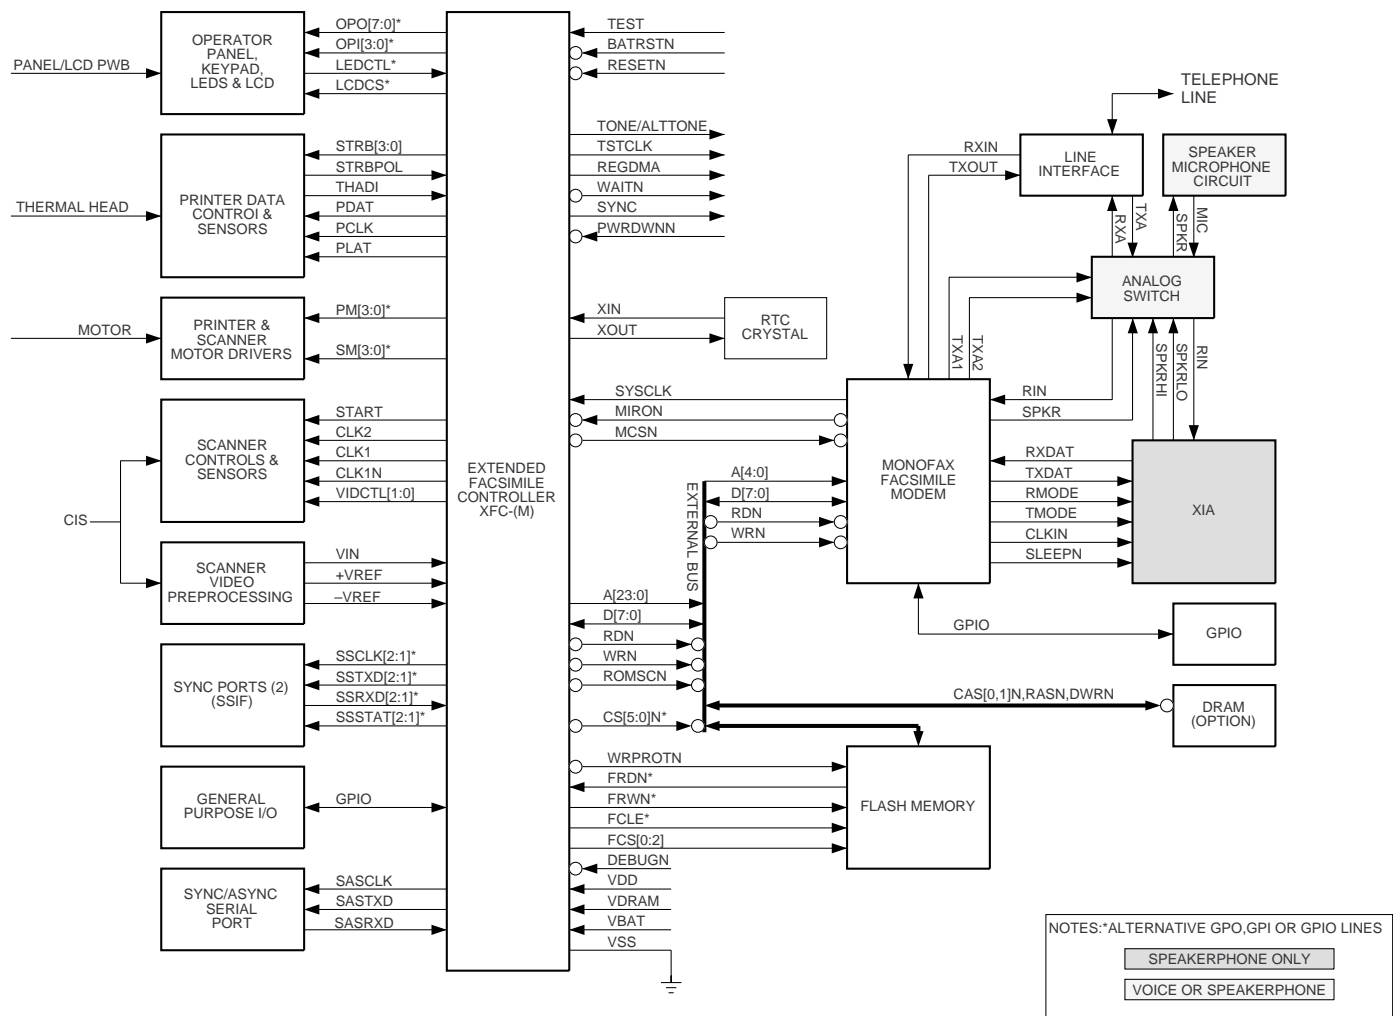 PANEL/LCD PWB
OPERATOR
PANEL,
KEYPAD,
LEDS & LCD
OPO[7:0]*
OPI[3:0]*
LEDCTL*
LCDCS*
THERMAL HEAD
PRINTER DATA
CONTROl &
SENSORS
STRB[3:0]
STRBPOL
THADI
PDAT
PCLK
PLAT
MOTOR
PRINTER &
SCANNER
MOTOR DRIVERS
PM[3:0]*
SM[3:0]*
CIS
SCANNER
CONTROLS &
SENSORS
START
CLK2
CLK1
CLK1N
VIDCTL[1:0]
SCANNER
VIDEO
PREPROCESSING
VIN
+VREF
–VREF
SYNC PORTS (2)
(SSIF)
SSCLK[2:1]*
SSTXD[2:1]*
SSRXD[2:1]*
SSSTAT[2:1]*
GENERAL
PURPOSE I/O
GPIO
SYNC/ASYNC
SERIAL
PORT
SASCLK
SASTXD
SASRXD
EXTENDED
FACSIMILE
CONTROLLER
XFC-(M)
TEST
BATRSTN
RESETN
TONE/ALTTONE
TSTCLK
REGDMA
WAITN
SYNC
PWRDWNN
XIN
XOUT
RTC
CRYSTAL
SYSCLK
MIRON
MCSN
A[4:0]
D[7:0]
RDN
WRN
EXTERNAL BUS
A[23:0]
D[7:0]
RDN
WRN
ROMSCN
CS[5:0]N*
WRPROTN
FRDN*
FRWN*
FCLE*
FCS[0:2]
DEBUGN
VDD
VDRAM
VBAT
VSS
FLASH MEMORY
MONOFAX
FACSIMILE
MODEM
RXIN
TXOUT
TELEPHONE
LINE
LINE
INTERFACE
SPEAKER
MICROPHONE
CIRCUIT
RXA
TXA
SPKR
MIC
ANALOG
SWITCH
TXA1
TXA2
SPKRHI
SPKRLO
RIN
RIN
SPKR
RXDAT
TXDAT
RMODE
TMODE
CLKIN
SLEEPN
XIA
GPIO
GPIO
CAS[0,1]N,RASN,DWRN
DRAM
(OPTION)
NOTES:*ALTERNATIVE GPO,GPI OR GPIO LINES
SPEAKERPHONE ONLY
VOICE OR SPEAKERPHONE